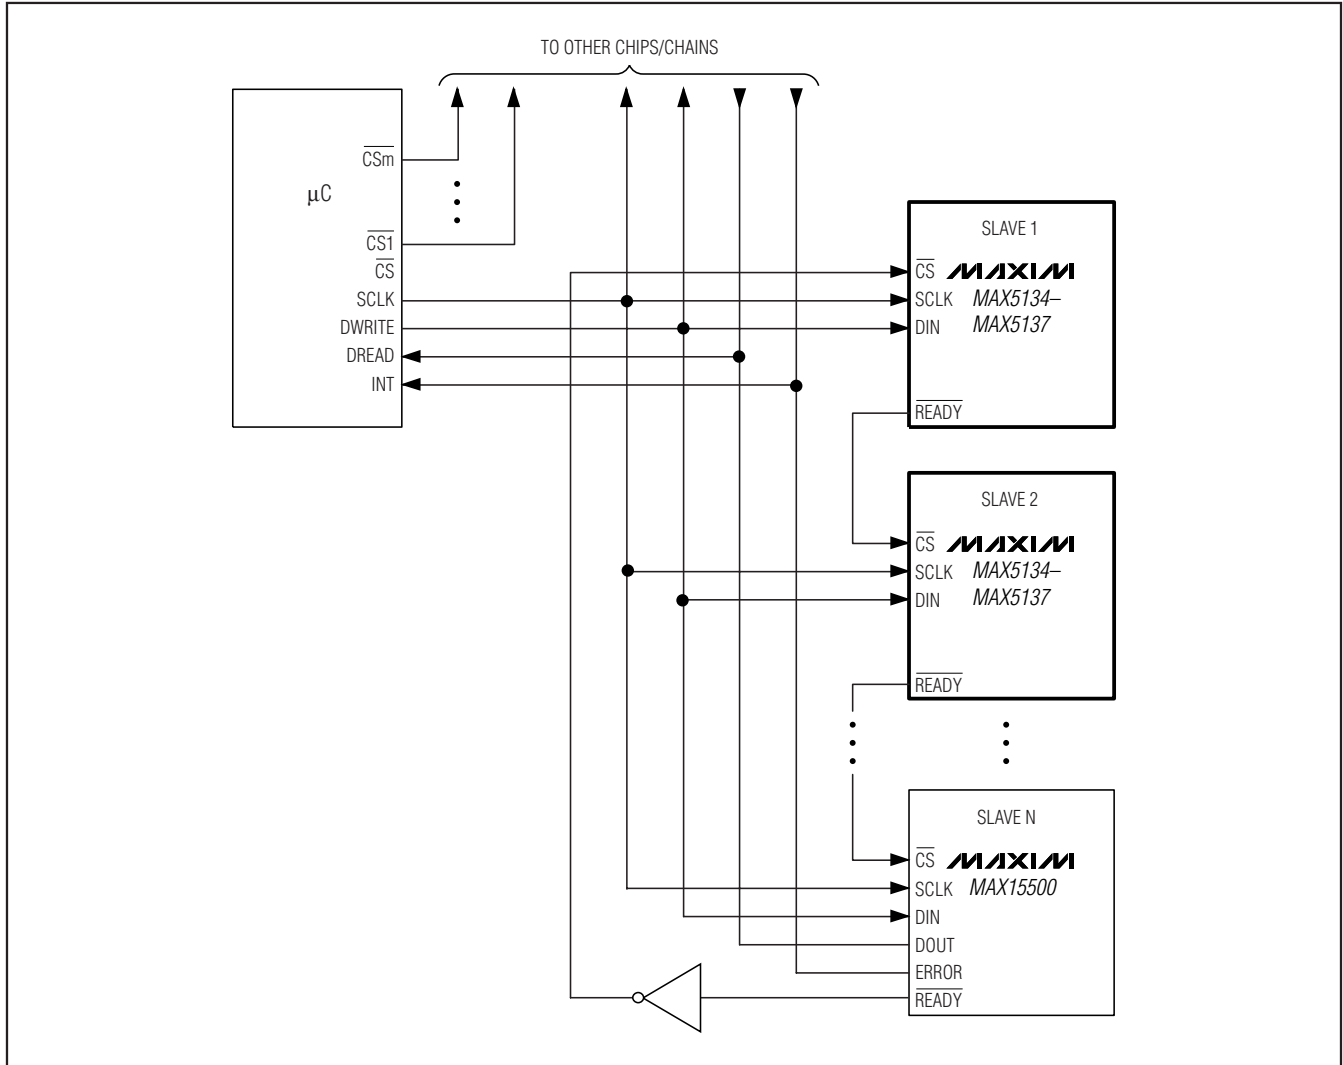 TO OTHER CHIPS/CHAINS
CSm
μC
CS1
CS
SCLK
DWRITE
DREAD
INT
SLAVE 1
CS MAXIM
SCLK MAX5134–
DIN MAX5137
READY
SLAVE 2
CS MAXIM
SCLK MAX5134–
DIN MAX5137
READY
SLAVE N
CS MAXIM
SCLK MAX15500
DIN
DOUT
ERROR
READY